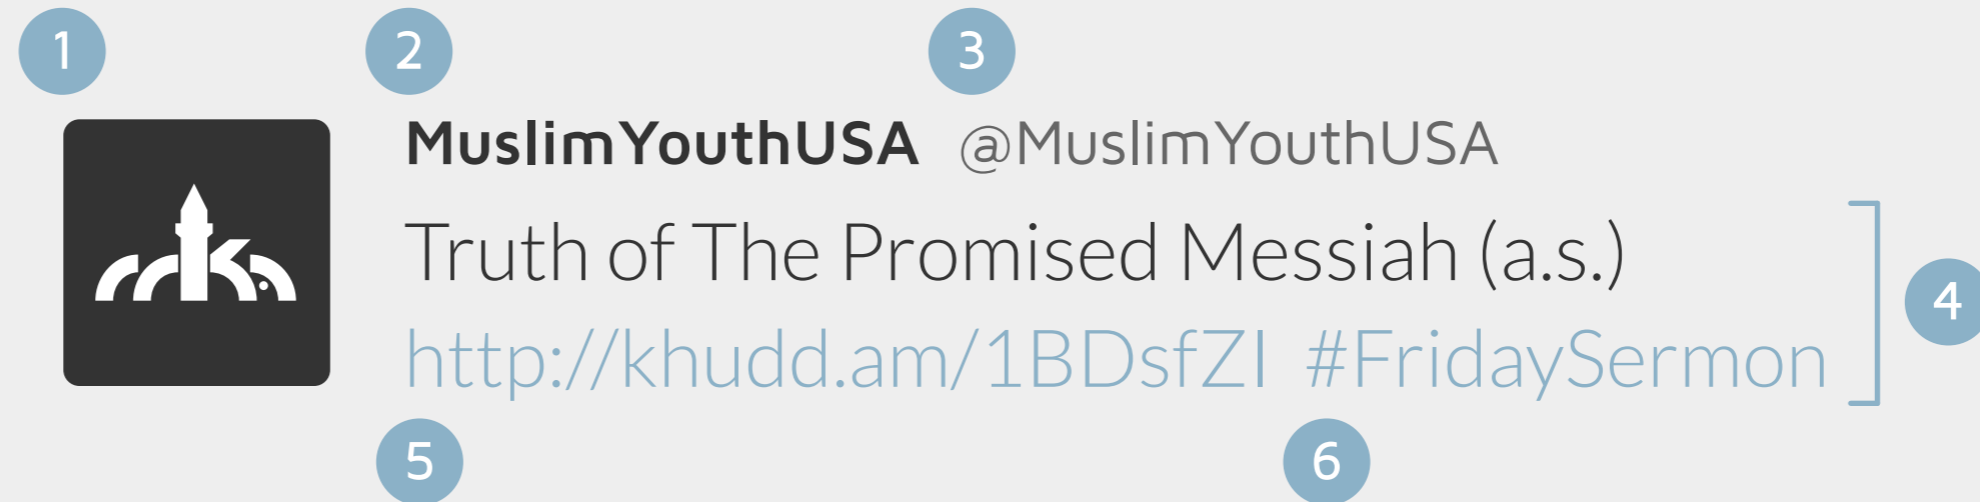 1 2 3
MuslimYouthUSA @MuslimYouthUSA
Truth of The Promised Messiah (a.s.)
4
http://khudd.am/1BDsfZI #FridaySermon
5 6